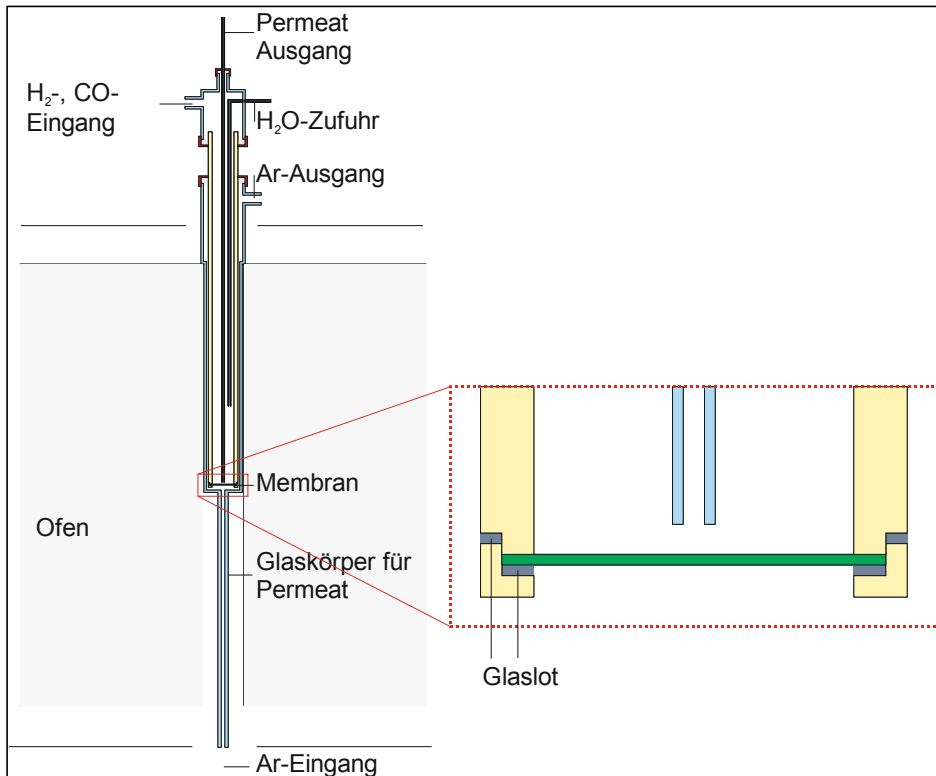 Permeat
Ausgang
H₂-, CO-
Eingang
H₂O-Zufuhr
Ar-Ausgang
Membran
Ofen
Glaskörper für
Permeat
Glaslot
Ar-Eingang